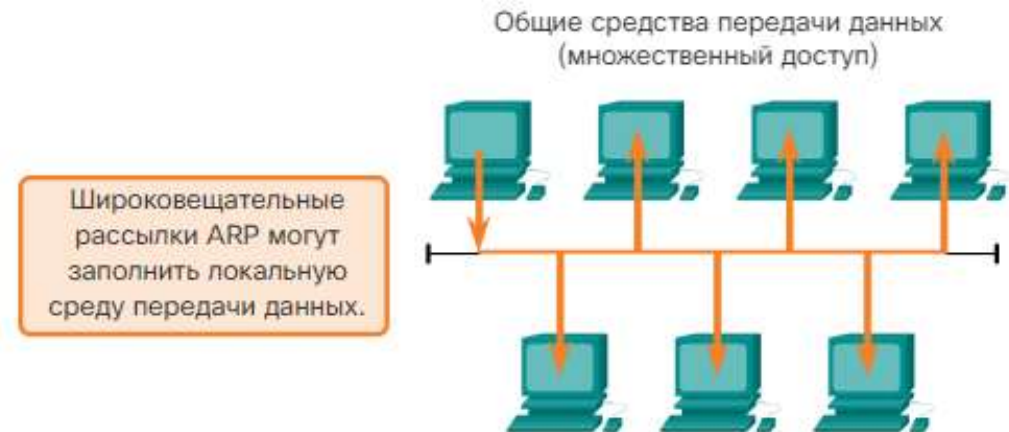 Общие средства передачи данных
(множественный доступ)
Широковещательные
рассылки ARP могут
заполнить локальную
среду передачи данных.